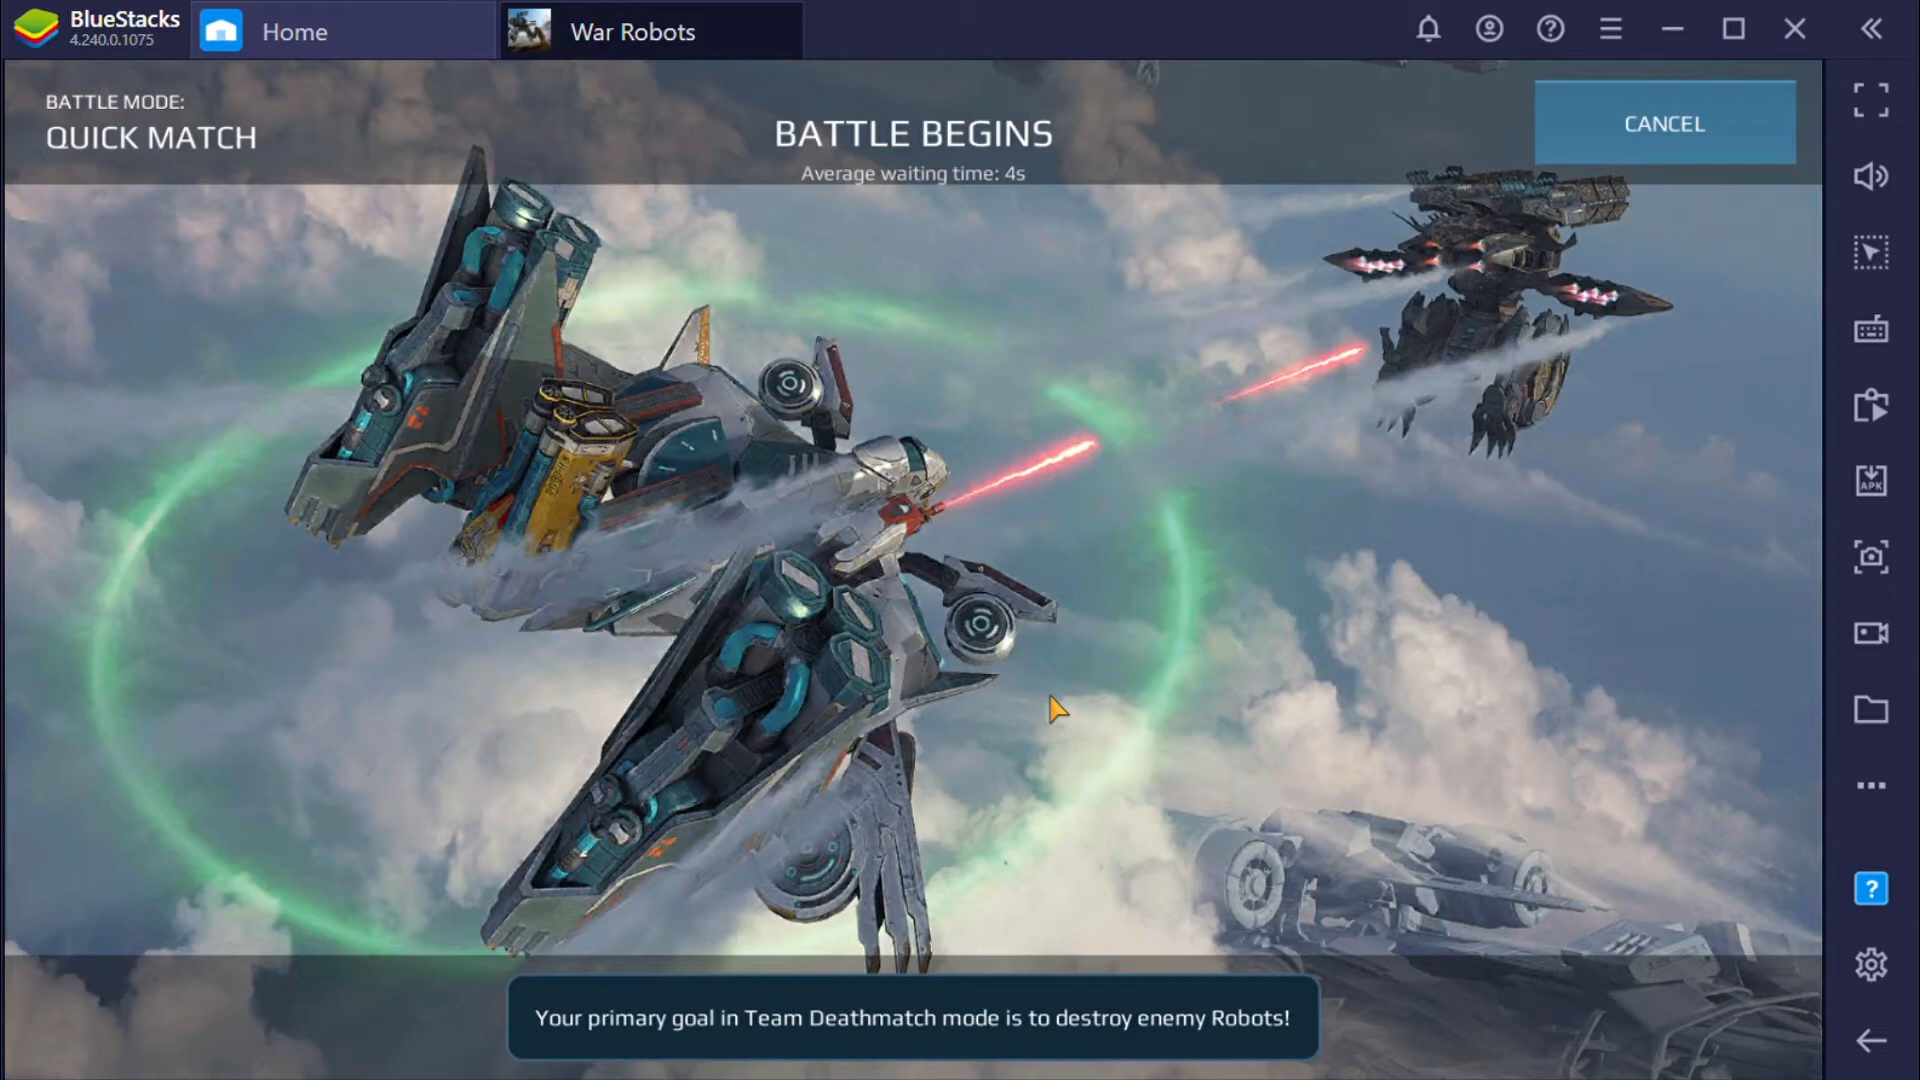 BlueStacks
4.240.0.1075
Home
War Robots
BATTLE MODE:
QUICK MATCH
BATTLE BEGINS
Average waiting time: 4s
CANCEL
APK
?
Your primary goal in Team Deathmatch mode is to destroy enemy Robots!